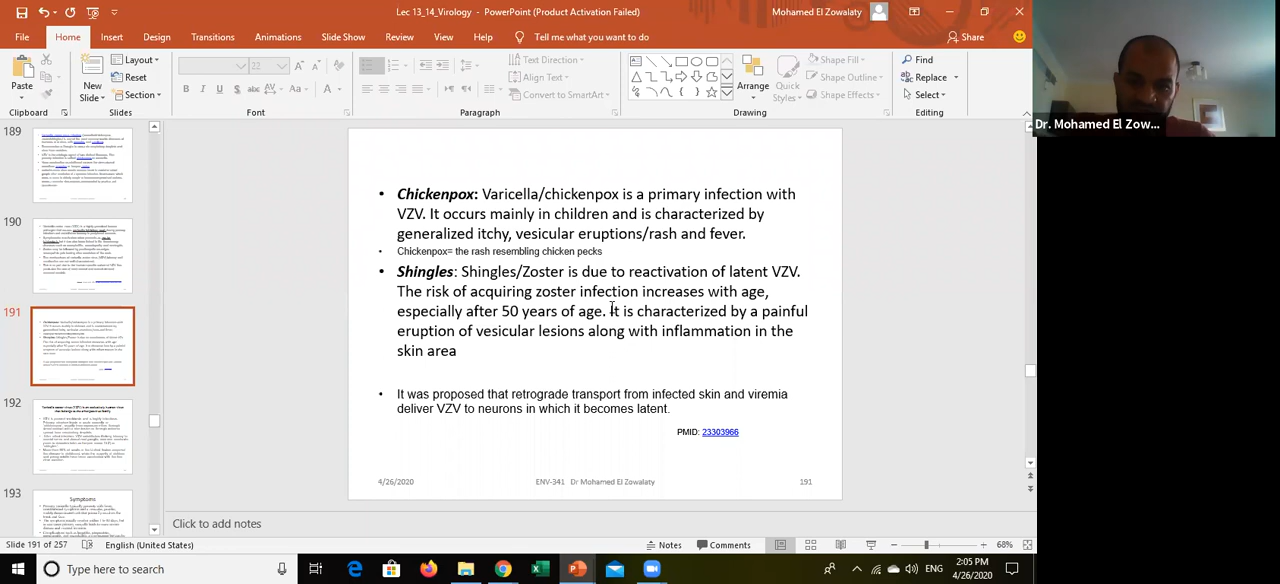 Lec 13_14_Virology - PowerPoint (Product Activation Failed)
Mohamed El Zowalaty
File Home Insert Design Transitions Animations Slide Show Review View Help Tell me what you want to do
Share
Paste
New
Slide
Layout
Reset
Section
22
B I U S abc AV Aa A
Text Direction
Align Text
Convert to SmartArt
Arrange
Quick
Styles
Shape Fill
Shape Outline
Shape Effects
Find
Replace
Select
Clipboard Slides Font Paragraph Drawing Editing
Dr. Mohamed El Zow...
189
190
191
192
193
Symptoms
• Chickenpox: Varicella/chickenpox is a primary infection with
VZV. It occurs mainly in children and is characterized by
generalized itchy vesicular eruptions/rash and fever.
• Chickenpox= the rash resembling chicken pecks
• Shingles: Shingles/Zoster is due to reactivation of latent VZV.
The risk of acquiring zoster infection increases with age,
especially after 50 years of age. It is characterized by a painful
eruption of vesicular lesions along with inflammation in the
skin area
• It was proposed that retrograde transport from infected skin and viremia
deliver VZV to neurons in which it becomes latent.
PMID: 23303966
4/26/2020 ENV-341 Dr Mohamed El Zowalaty 191
Click to add notes
Slide 191 of 257 English (United States) Notes Comments 68%
Type here to search
ENG
2:05 PM
4/26/2020